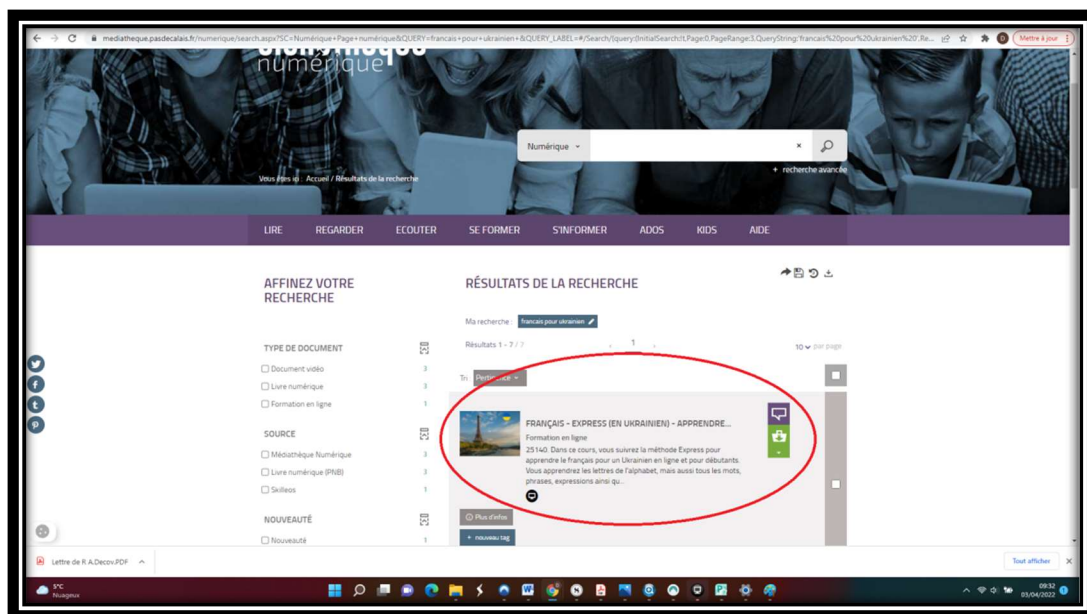 mediatheque.pasdecalais.fr/numerique/search.aspx?SC=Numérique+Page+numérique&QUERY=francais+pour+ukrainien+&QUERY_LABEL=#/Search/(query:(InitialSearch:!t,Page:0,PageRange:3,QueryString:'francais%20pour%20ukrainien%20',Re...
D
Mettre à jour
numérique
Numérique
×
+ recherche avancée
Vous êtes ici : Accueil / Résultats de la recherche
LIRE REGARDER ECOUTER SE FORMER S'INFORMER ADOS KIDS AIDE
AFFINEZ VOTRE
RECHERCHE
TYPE DE DOCUMENT
Document vidéo 3
Livre numérique 3
Formation en ligne 1
SOURCE
Médiathèque Numérique 3
Livre numérique (PNB) 3
Skilleos 1
NOUVEAUTÉ
Nouveauté 1
RÉSULTATS DE LA RECHERCHE
Ma recherche : francais pour ukrainien
Résultats 1 - 7 / 7
1
10 par page
Tri : Pertinence
FRANÇAIS - EXPRESS (EN UKRAINIEN) - APPRENDRE...
Formation en ligne
25140. Dans ce cours, vous suivrez la méthode Express pour
apprendre le français pour un Ukrainien en ligne et pour débutants.
Vous apprendrez les lettres de l'alphabet, mais aussi tous les mots,
phrases, expressions ainsi qu...
Plus d'infos
+ nouveau tag
Lettre de R A.Decov.PDF
Tout afficher
5°C
Nuageux
09:32
03/04/2022